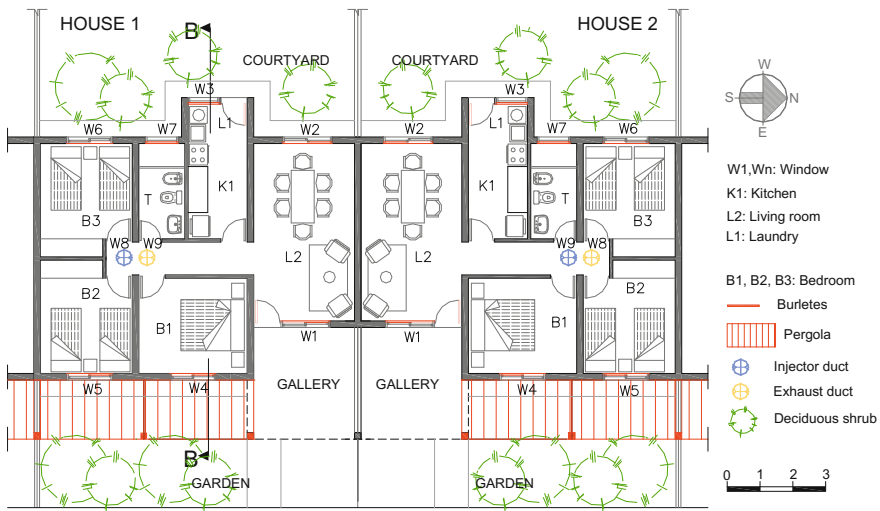 HOUSE 1
B
COURTYARD
COURTYARD
HOUSE 2
W
S
N
E
W3
W3
W6
W7
L1
W2
W2
L1
W7
W6
T
K1
K1
T
B3
B3
W8
W9
L2
L2
W9
W8
B2
B1
B1
B2
W1
W1
W5
W4
GALLERY
GALLERY
W4
W5
B
GARDEN
GARDEN
W1,Wn: Window
K1: Kitchen
L2: Living room
L1: Laundry
B1, B2, B3: Bedroom
Burletes
Pergola
Injector duct
Exhaust duct
Deciduous shrub
0 1 2 3